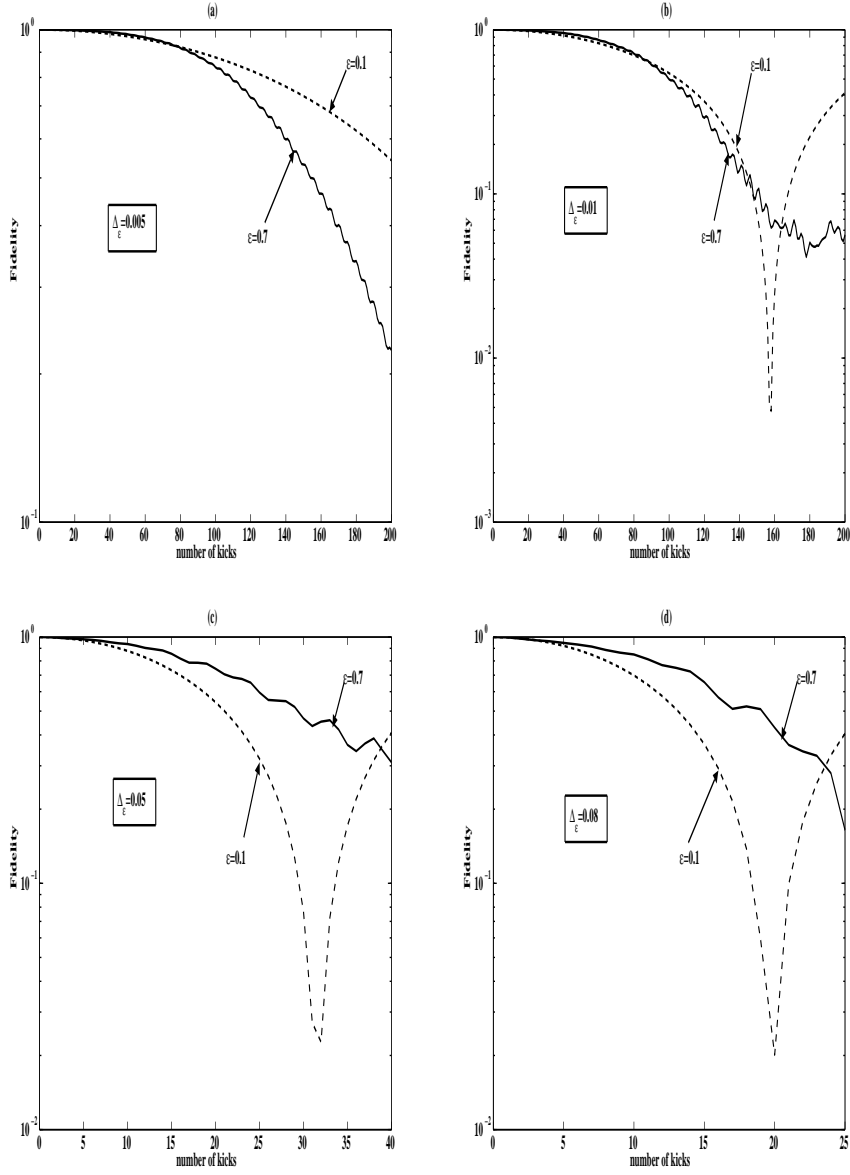 (a)
10^0
ε=0.1
Δ_ε=0.005
ε=0.7
Fidelity
10^-1
0 20 40 60 80 100 120 140 160 180 200
number of kicks
(b)
10^0
ε=0.1
10^-1
Δ_ε=0.01
ε=0.7
Fidelity
10^-2
10^-3
0 20 40 60 80 100 120 140 160 180 200
number of kicks
(c)
10^0
ε=0.7
Δ_ε=0.05
ε=0.1
Fidelity
10^-1
10^-2
0 5 10 15 20 25 30 35 40
number of kicks
(d)
10^0
ε=0.7
Δ_ε=0.08
ε=0.1
Fidelity
10^-1
10^-2
0 5 10 15 20 25
number of kicks